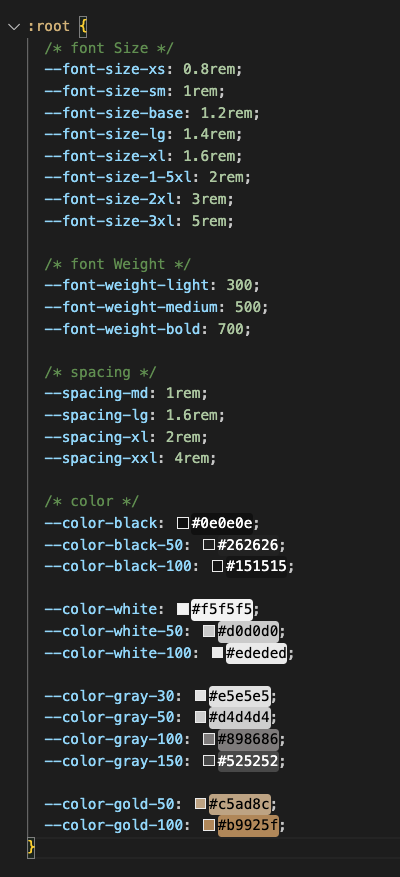 :root {
/* font Size */
--font-size-xs: 0.8rem;
--font-size-sm: 1rem;
--font-size-base: 1.2rem;
--font-size-lg: 1.4rem;
--font-size-xl: 1.6rem;
--font-size-1-5xl: 2rem;
--font-size-2xl: 3rem;
--font-size-3xl: 5rem;
/* font Weight */
--font-weight-light: 300;
--font-weight-medium: 500;
--font-weight-bold: 700;
/* spacing */
--spacing-md: 1rem;
--spacing-lg: 1.6rem;
--spacing-xl: 2rem;
--spacing-xxl: 4rem;
/* color */
--color-black: #0e0e0e;
--color-black-50: #262626;
--color-black-100: #151515;
--color-white: #f5f5f5;
--color-white-50: #d0d0d0;
--color-white-100: #ededed;
--color-gray-30: #e5e5e5;
--color-gray-50: #d4d4d4;
--color-gray-100: #898686;
--color-gray-150: #525252;
--color-gold-50: #c5ad8c;
--color-gold-100: #b9925f;
}